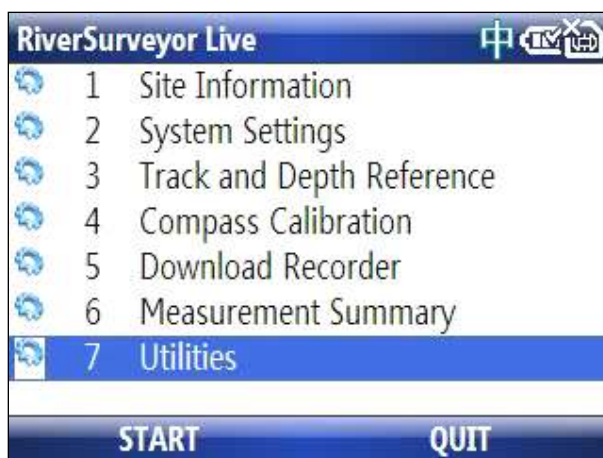 RiverSurveyor Live 中
1 Site Information
2 System Settings
3 Track and Depth Reference
4 Compass Calibration
5 Download Recorder
6 Measurement Summary
7 Utilities
START QUIT